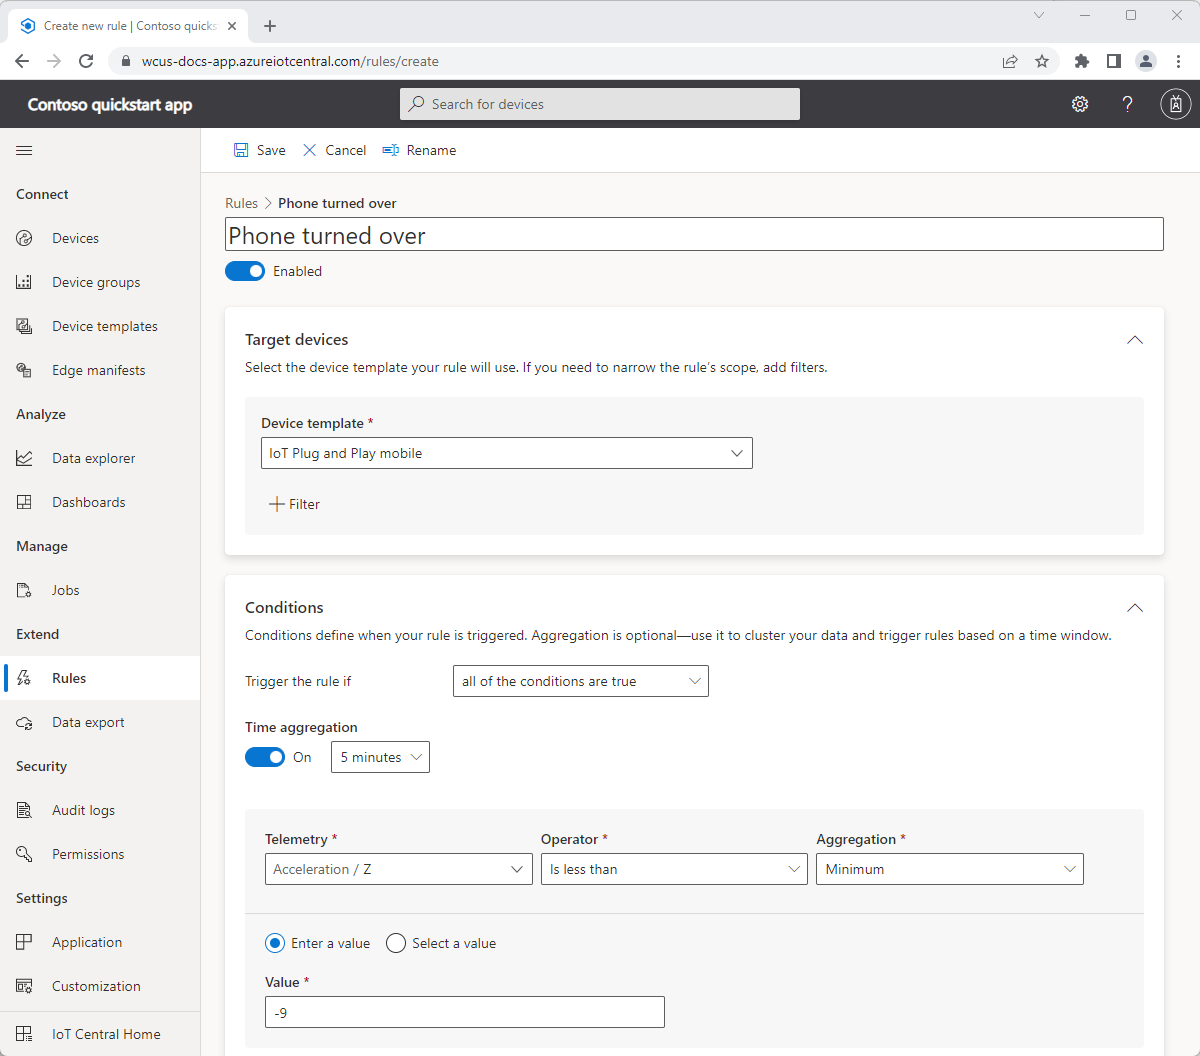 Create new rule | Contoso quicks
wcus-docs-app.azureiotcentral.com/rules/create
Contoso quickstart app
Search for devices
?
Save
Cancel
Rename
Connect
Devices
Device groups
Device templates
Edge manifests
Analyze
Data explorer
Dashboards
Manage
Jobs
Extend
Rules
Data export
Security
Audit logs
Permissions
Settings
Application
Customization
IoT Central Home
Rules > Phone turned over
Phone turned over
Enabled
Target devices
Select the device template your rule will use. If you need to narrow the rule's scope, add filters.
Device template *
IoT Plug and Play mobile
Filter
Conditions
Conditions define when your rule is triggered. Aggregation is optional—use it to cluster your data and trigger rules based on a time window.
Trigger the rule if all of the conditions are true
Time aggregation
On 5 minutes
Telemetry * Operator * Aggregation *
Acceleration / Z Is less than Minimum
Enter a value Select a value
Value *
-9